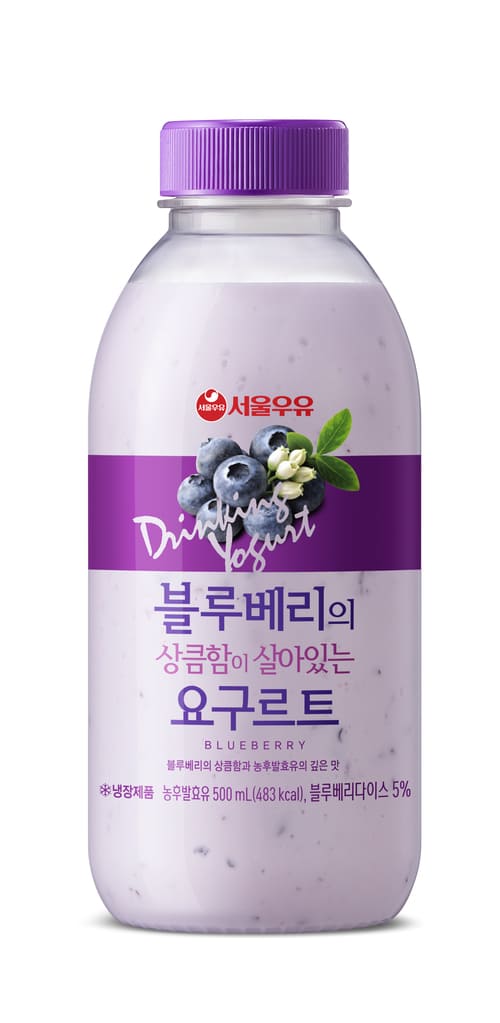 서울우유 서울우유
Drinking
Yogurt
블루베리의
상큼함이 살아있는
요구르트
BLUEBERRY
블루베리의 상큼함과 농후발효유의 깊은 맛
냉장제품 농후발효유 500 mL(483 kcal), 블루베리다이스 5%